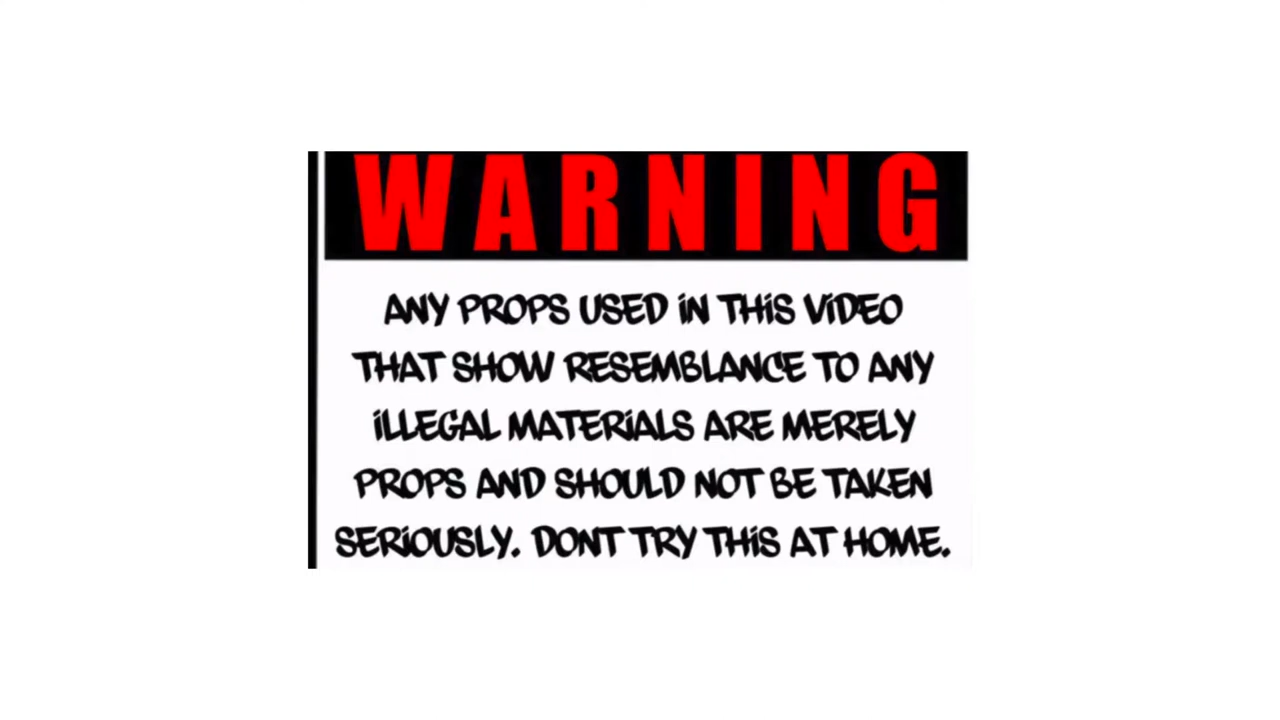 WARNING
ANY PROPS USED iN THiS ViDEO
THAT SHOW RESEMBLANCE TO ANY
iLLEGAL MATERiALS ARE MERELY
PROPS AND SHOULD NOT BE TAKEN
SERiOUSLY. DONT TRY THiS AT HOME.